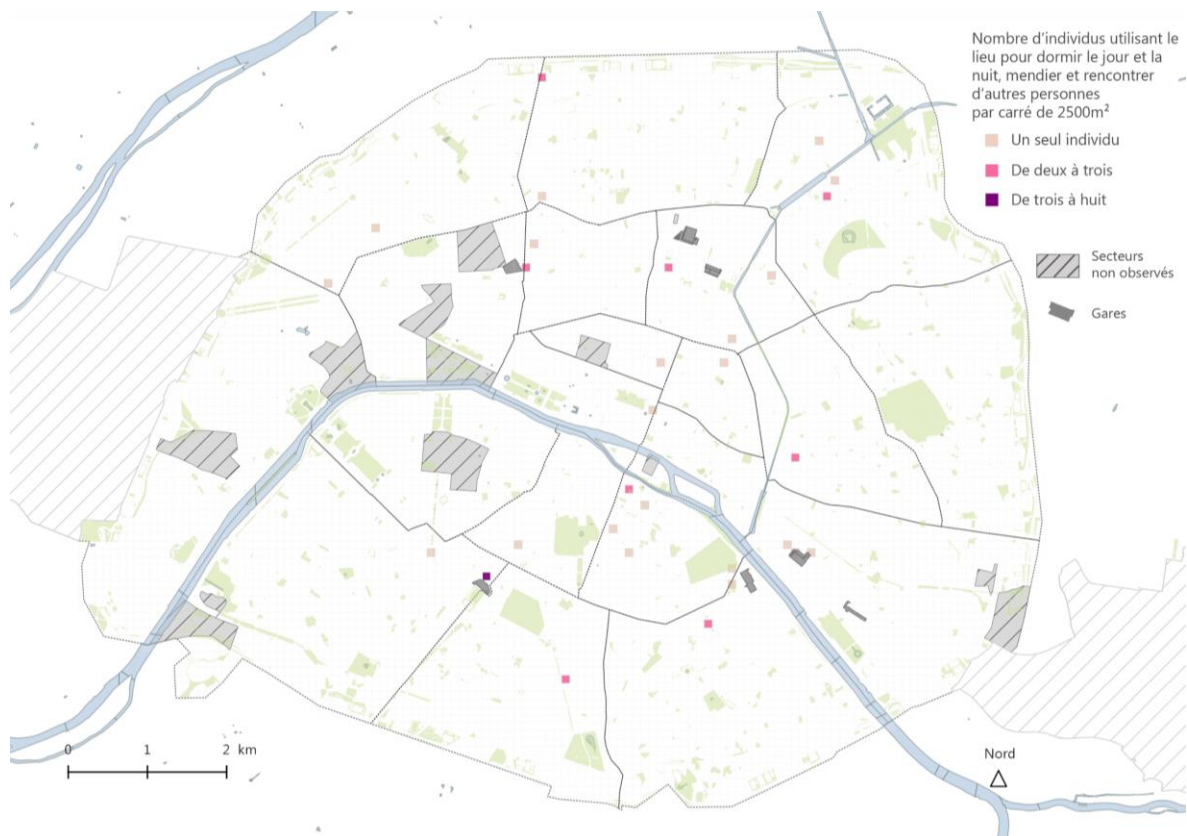 Nombre d'individus utilisant le
lieu pour dormir le jour et la
nuit, mendier et rencontrer
d'autres personnes
par carré de 2500m²
Un seul individu
De deux à trois
De trois à huit
Secteurs
non observés
Gares
0 1 2 km
Nord